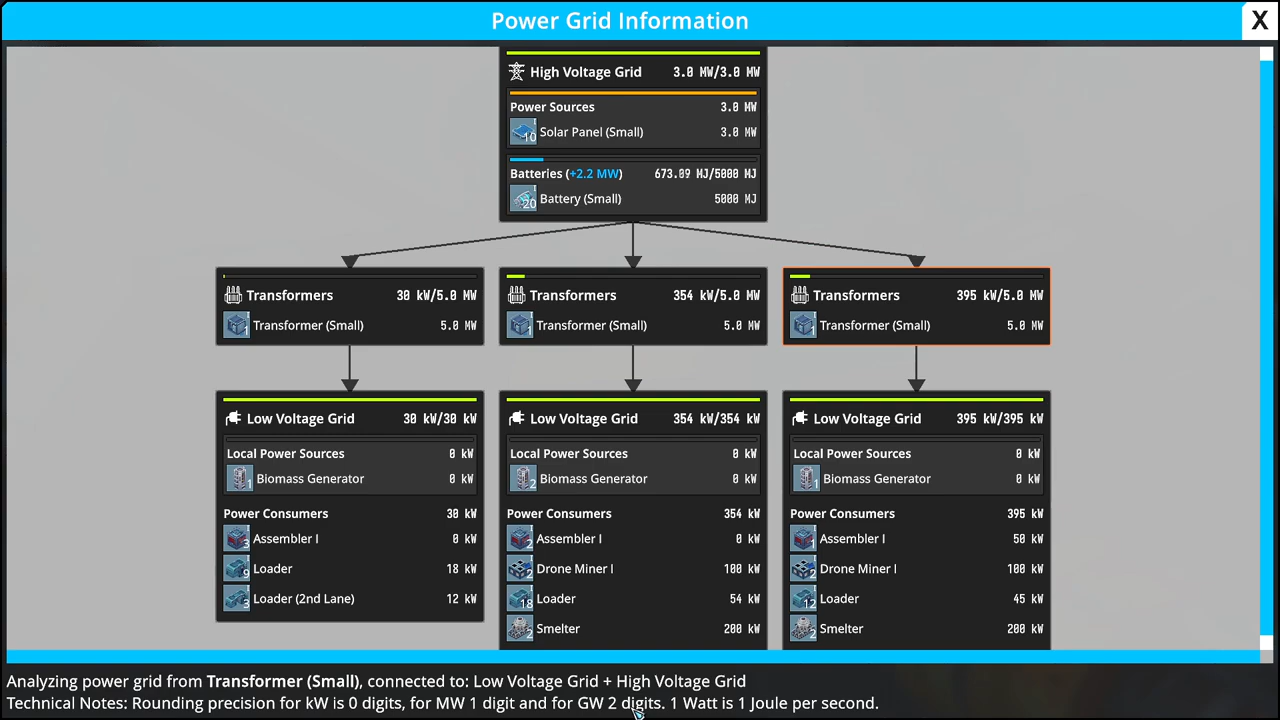 Power Grid Information
X
High Voltage Grid 3.0 MW/3.0 MW
Power Sources 3.0 MW
10 Solar Panel (Small) 3.0 MW
Batteries (+2.2 MW) 673.09 MJ/5000 MJ
20 Battery (Small) 5000 MJ
Transformers 30 kW/5.0 MW
1 Transformer (Small) 5.0 MW
Transformers 354 kW/5.0 MW
1 Transformer (Small) 5.0 MW
Transformers 395 kW/5.0 MW
1 Transformer (Small) 5.0 MW
Low Voltage Grid 30 kW/30 kW
Local Power Sources 0 kW
1 Biomass Generator 0 kW
Power Consumers 30 kW
3 Assembler I 0 kW
9 Loader 18 kW
3 Loader (2nd Lane) 12 kW
Low Voltage Grid 354 kW/354 kW
Local Power Sources 0 kW
2 Biomass Generator 0 kW
Power Consumers 354 kW
2 Assembler I 0 kW
2 Drone Miner I 100 kW
18 Loader 54 kW
2 Smelter 200 kW
Low Voltage Grid 395 kW/395 kW
Local Power Sources 0 kW
1 Biomass Generator 0 kW
Power Consumers 395 kW
1 Assembler I 50 kW
2 Drone Miner I 100 kW
12 Loader 45 kW
2 Smelter 200 kW
Analyzing power grid from Transformer (Small), connected to: Low Voltage Grid + High Voltage Grid
Technical Notes: Rounding precision for kW is 0 digits, for MW 1 digit and for GW 2 digits. 1 Watt is 1 Joule per second.